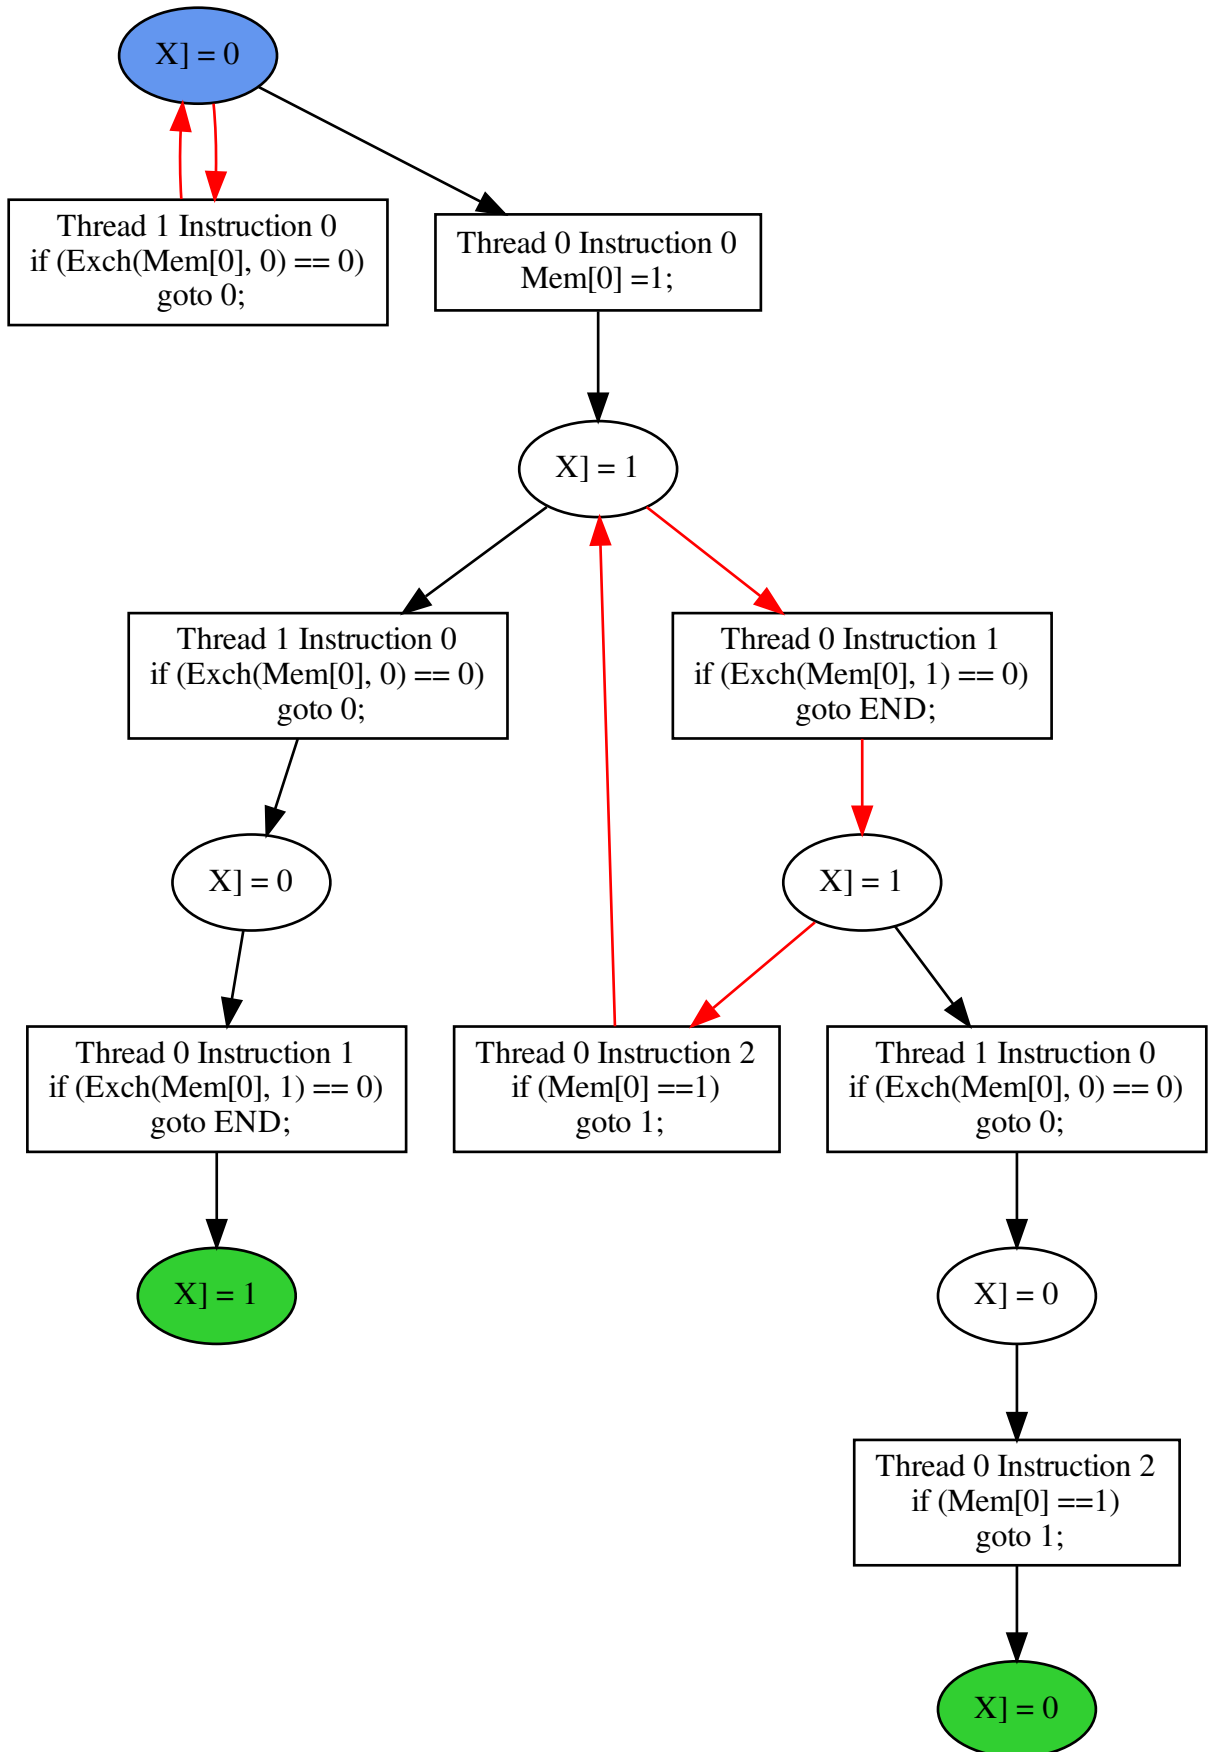 X] = 0
Thread 1 Instruction 0
if (Exch(Mem[0], 0) == 0)
goto 0;
Thread 0 Instruction 0
Mem[0] =1;
X] = 1
Thread 1 Instruction 0
if (Exch(Mem[0], 0) == 0)
goto 0;
Thread 0 Instruction 1
if (Exch(Mem[0], 1) == 0)
goto END;
X] = 0
X] = 1
Thread 0 Instruction 1
if (Exch(Mem[0], 1) == 0)
goto END;
Thread 0 Instruction 2
if (Mem[0] ==1)
goto 1;
Thread 1 Instruction 0
if (Exch(Mem[0], 0) == 0)
goto 0;
X] = 1
X] = 0
Thread 0 Instruction 2
if (Mem[0] ==1)
goto 1;
X] = 0